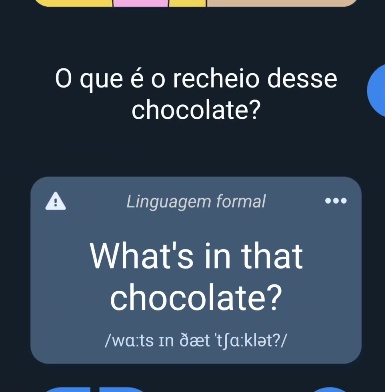 O que é o recheio desse
chocolate?
Linguagem formal
What's in that
chocolate?
/wɑːts ɪn ðæt ˈtʃɑːklət?/